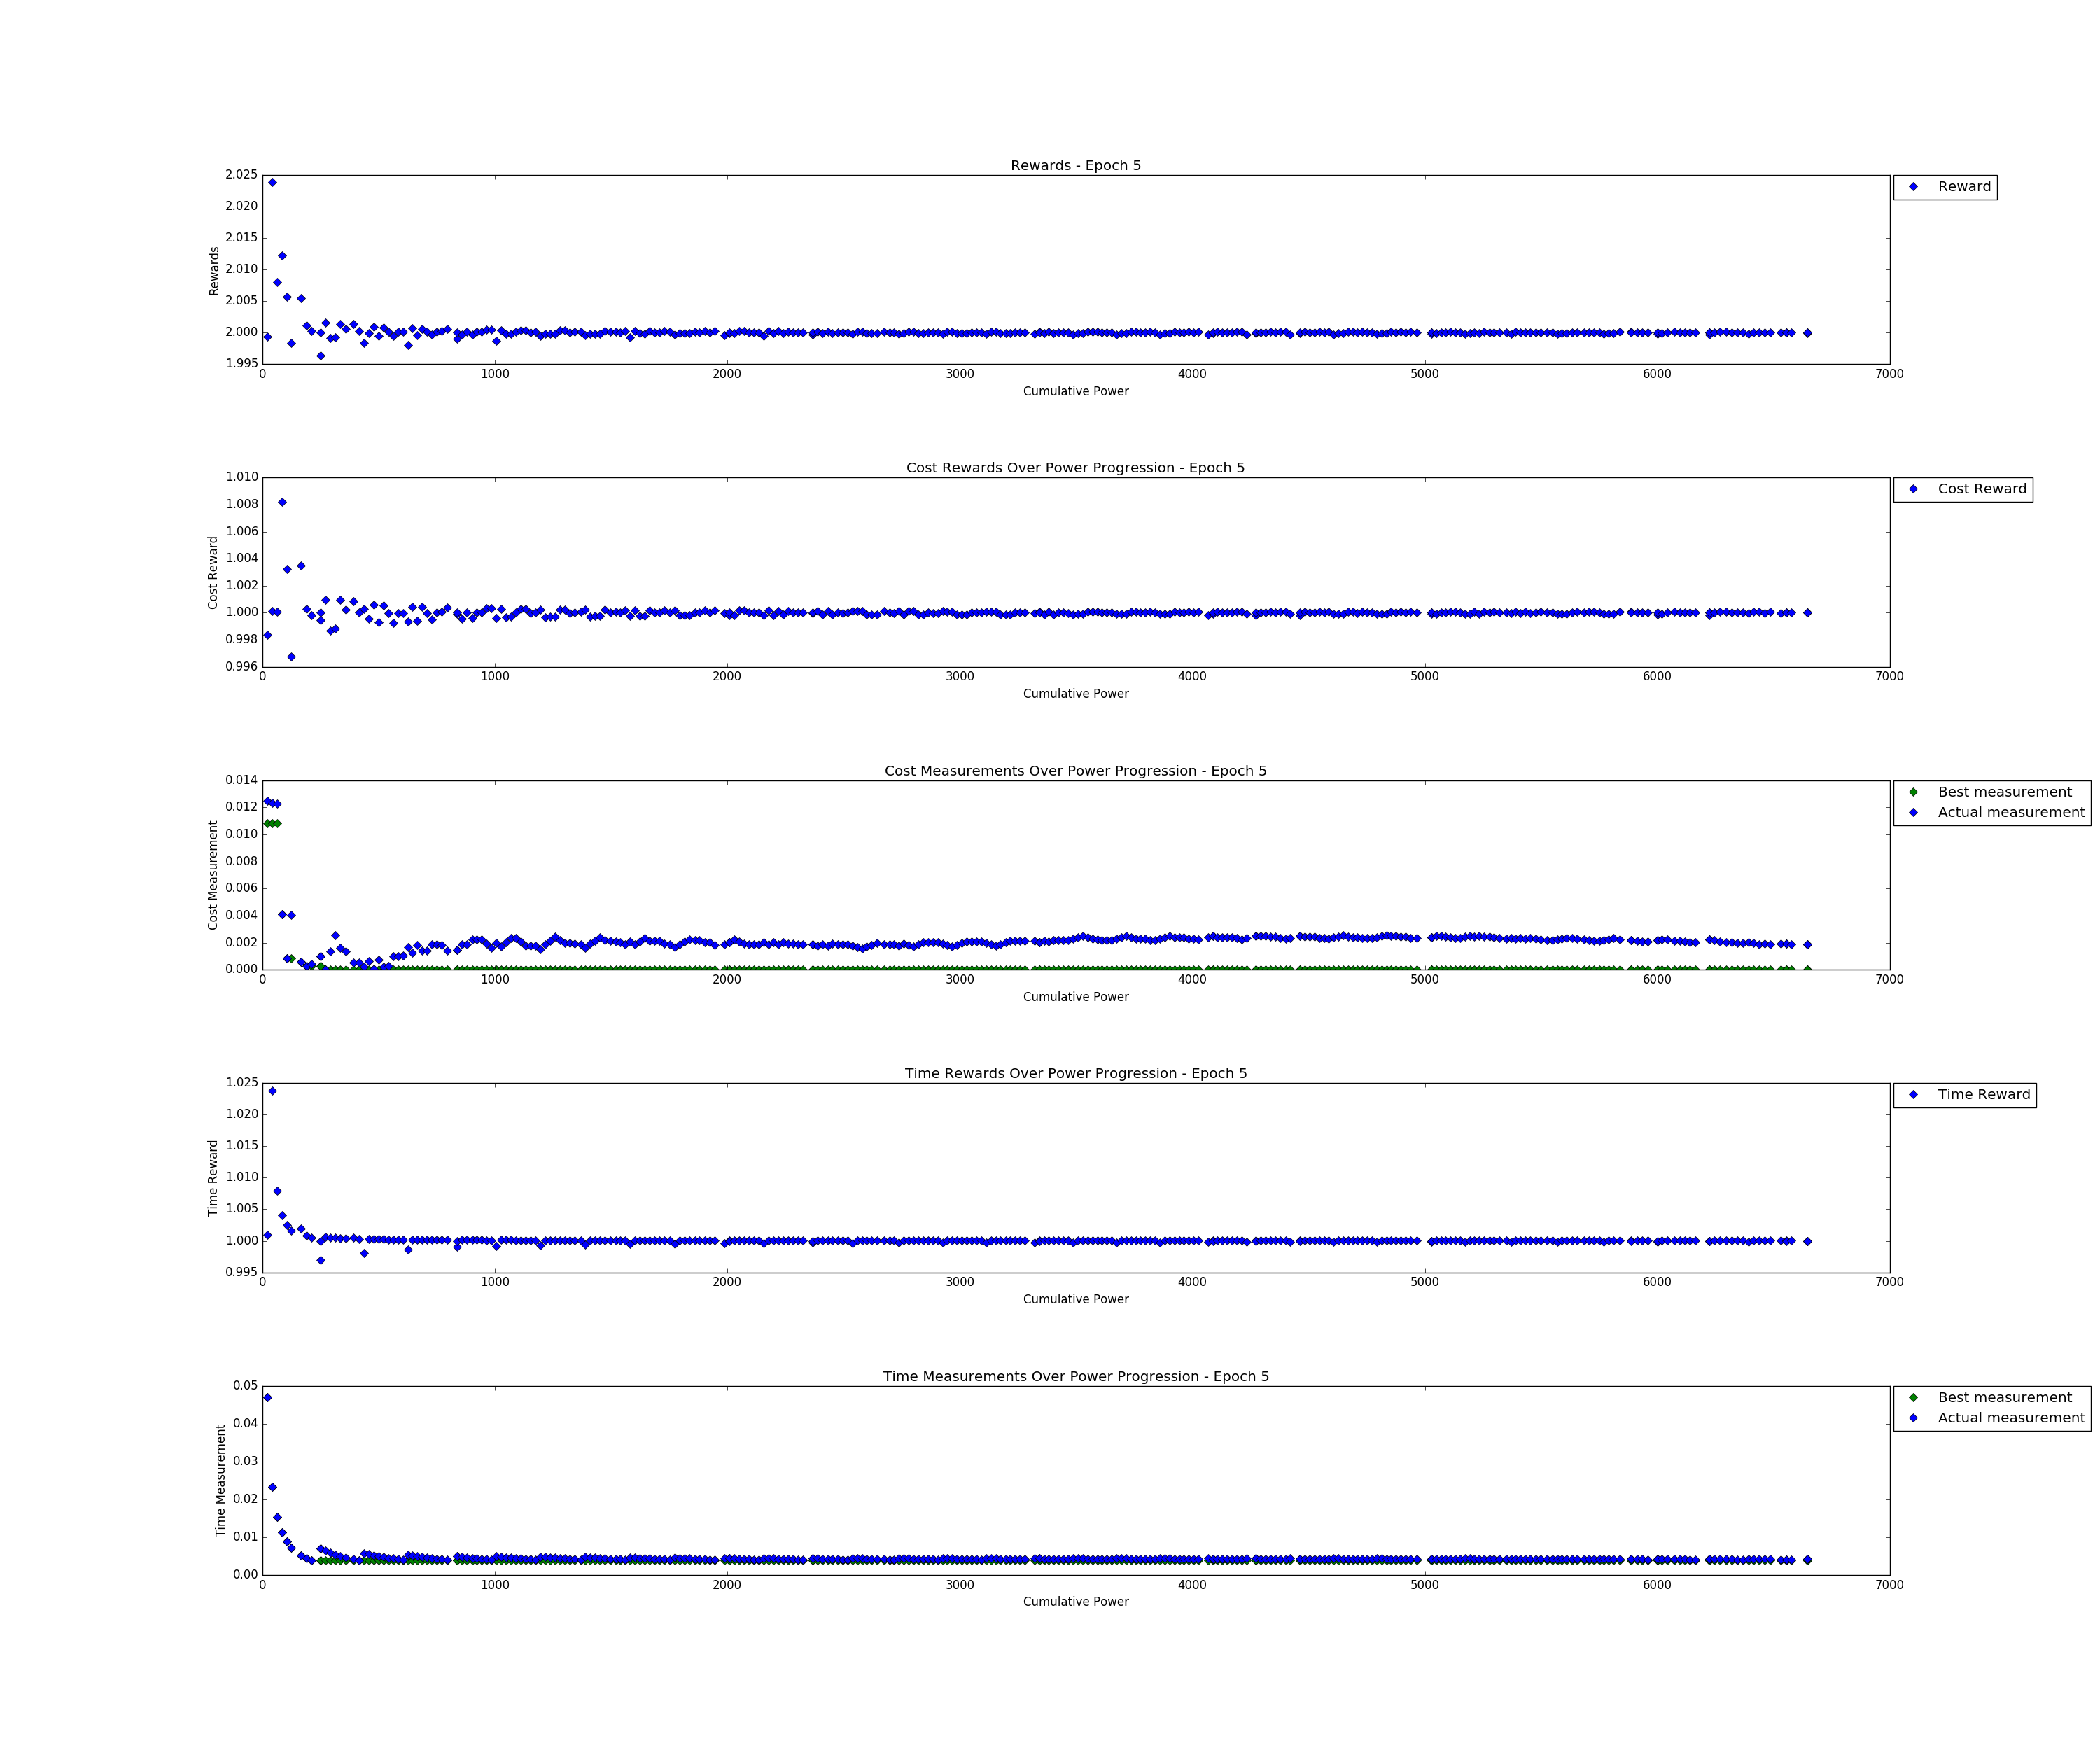 Rewards - Epoch 5
2.025
2.020
2.015
2.010
2.005
2.000
1.995
Rewards
0 1000 2000 3000 4000 5000 6000 7000
Cumulative Power
Reward
Cost Rewards Over Power Progression - Epoch 5
1.010
1.008
1.006
1.004
1.002
1.000
0.998
0.996
Cost Reward
0 1000 2000 3000 4000 5000 6000 7000
Cumulative Power
Cost Reward
Cost Measurements Over Power Progression - Epoch 5
0.014
0.012
0.010
0.008
0.006
0.004
0.002
0.000
Cost Measurement
0 1000 2000 3000 4000 5000 6000 7000
Cumulative Power
Best measurement
Actual measurement
Time Rewards Over Power Progression - Epoch 5
1.025
1.020
1.015
1.010
1.005
1.000
0.995
Time Reward
0 1000 2000 3000 4000 5000 6000 7000
Cumulative Power
Time Reward
Time Measurements Over Power Progression - Epoch 5
0.05
0.04
0.03
0.02
0.01
0.00
Time Measurement
0 1000 2000 3000 4000 5000 6000 7000
Cumulative Power
Best measurement
Actual measurement